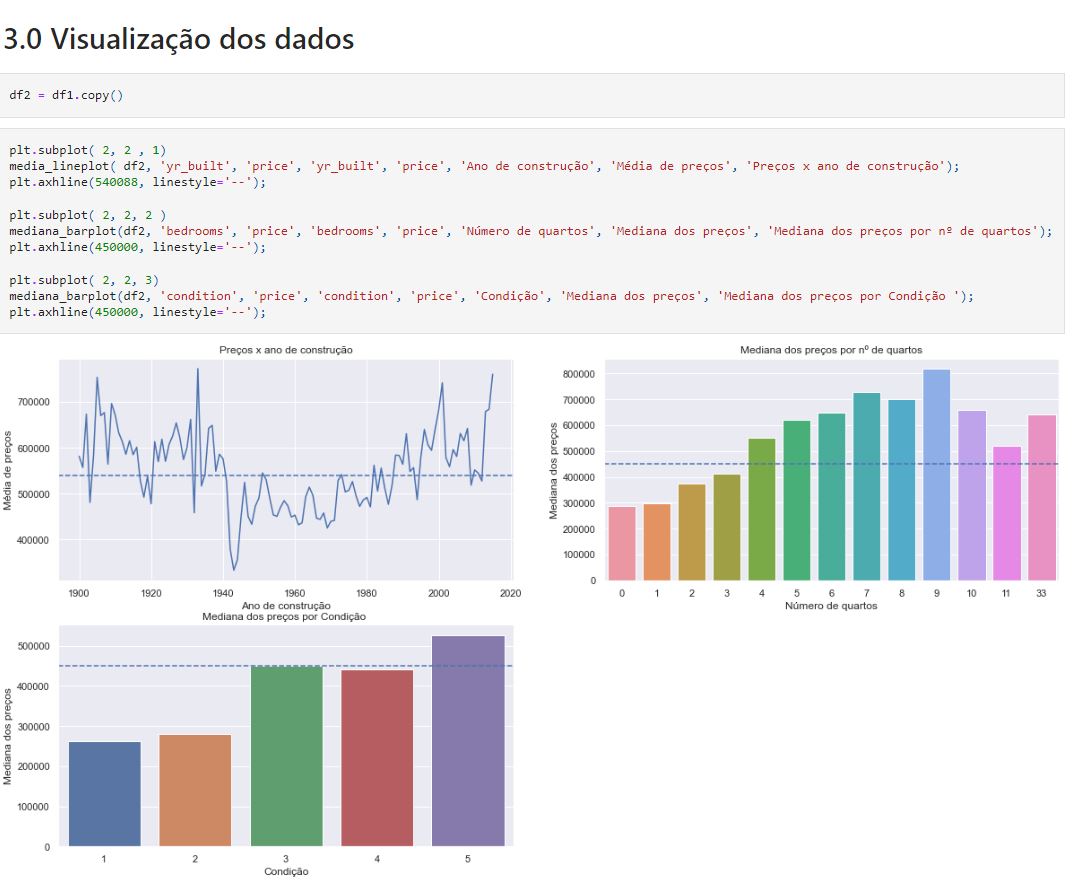 3.0 Visualização dos dados
df2 = df1.copy()
plt.subplot( 2, 2 , 1)
media_lineplot( df2, 'yr_built', 'price', 'yr_built', 'price', 'Ano de construção', 'Média de preços', 'Preços x ano de construção');
plt.axhline(540088, linestyle='--');
plt.subplot( 2, 2, 2 )
mediana_barplot(df2, 'bedrooms', 'price', 'bedrooms', 'price', 'Número de quartos', 'Mediana dos preços', 'Mediana dos preços por nº de quartos');
plt.axhline(450000, linestyle='--');
plt.subplot( 2, 2, 3)
mediana_barplot(df2, 'condition', 'price', 'condition', 'price', 'Condição', 'Mediana dos preços', 'Mediana dos preços por Condição ');
plt.axhline(450000, linestyle='--');
Preços x ano de construção
Média de preços
700000
600000
500000
400000
1900 1920 1940 1960 1980 2000 2020
Ano de construção
Mediana dos preços por nº de quartos
Mediana dos preços
800000
700000
600000
500000
400000
300000
200000
100000
0
0 1 2 3 4 5 6 7 8 9 10 11 33
Número de quartos
Mediana dos preços por Condição
Mediana dos preços
500000
400000
300000
200000
100000
0
1 2 3 4 5
Condição